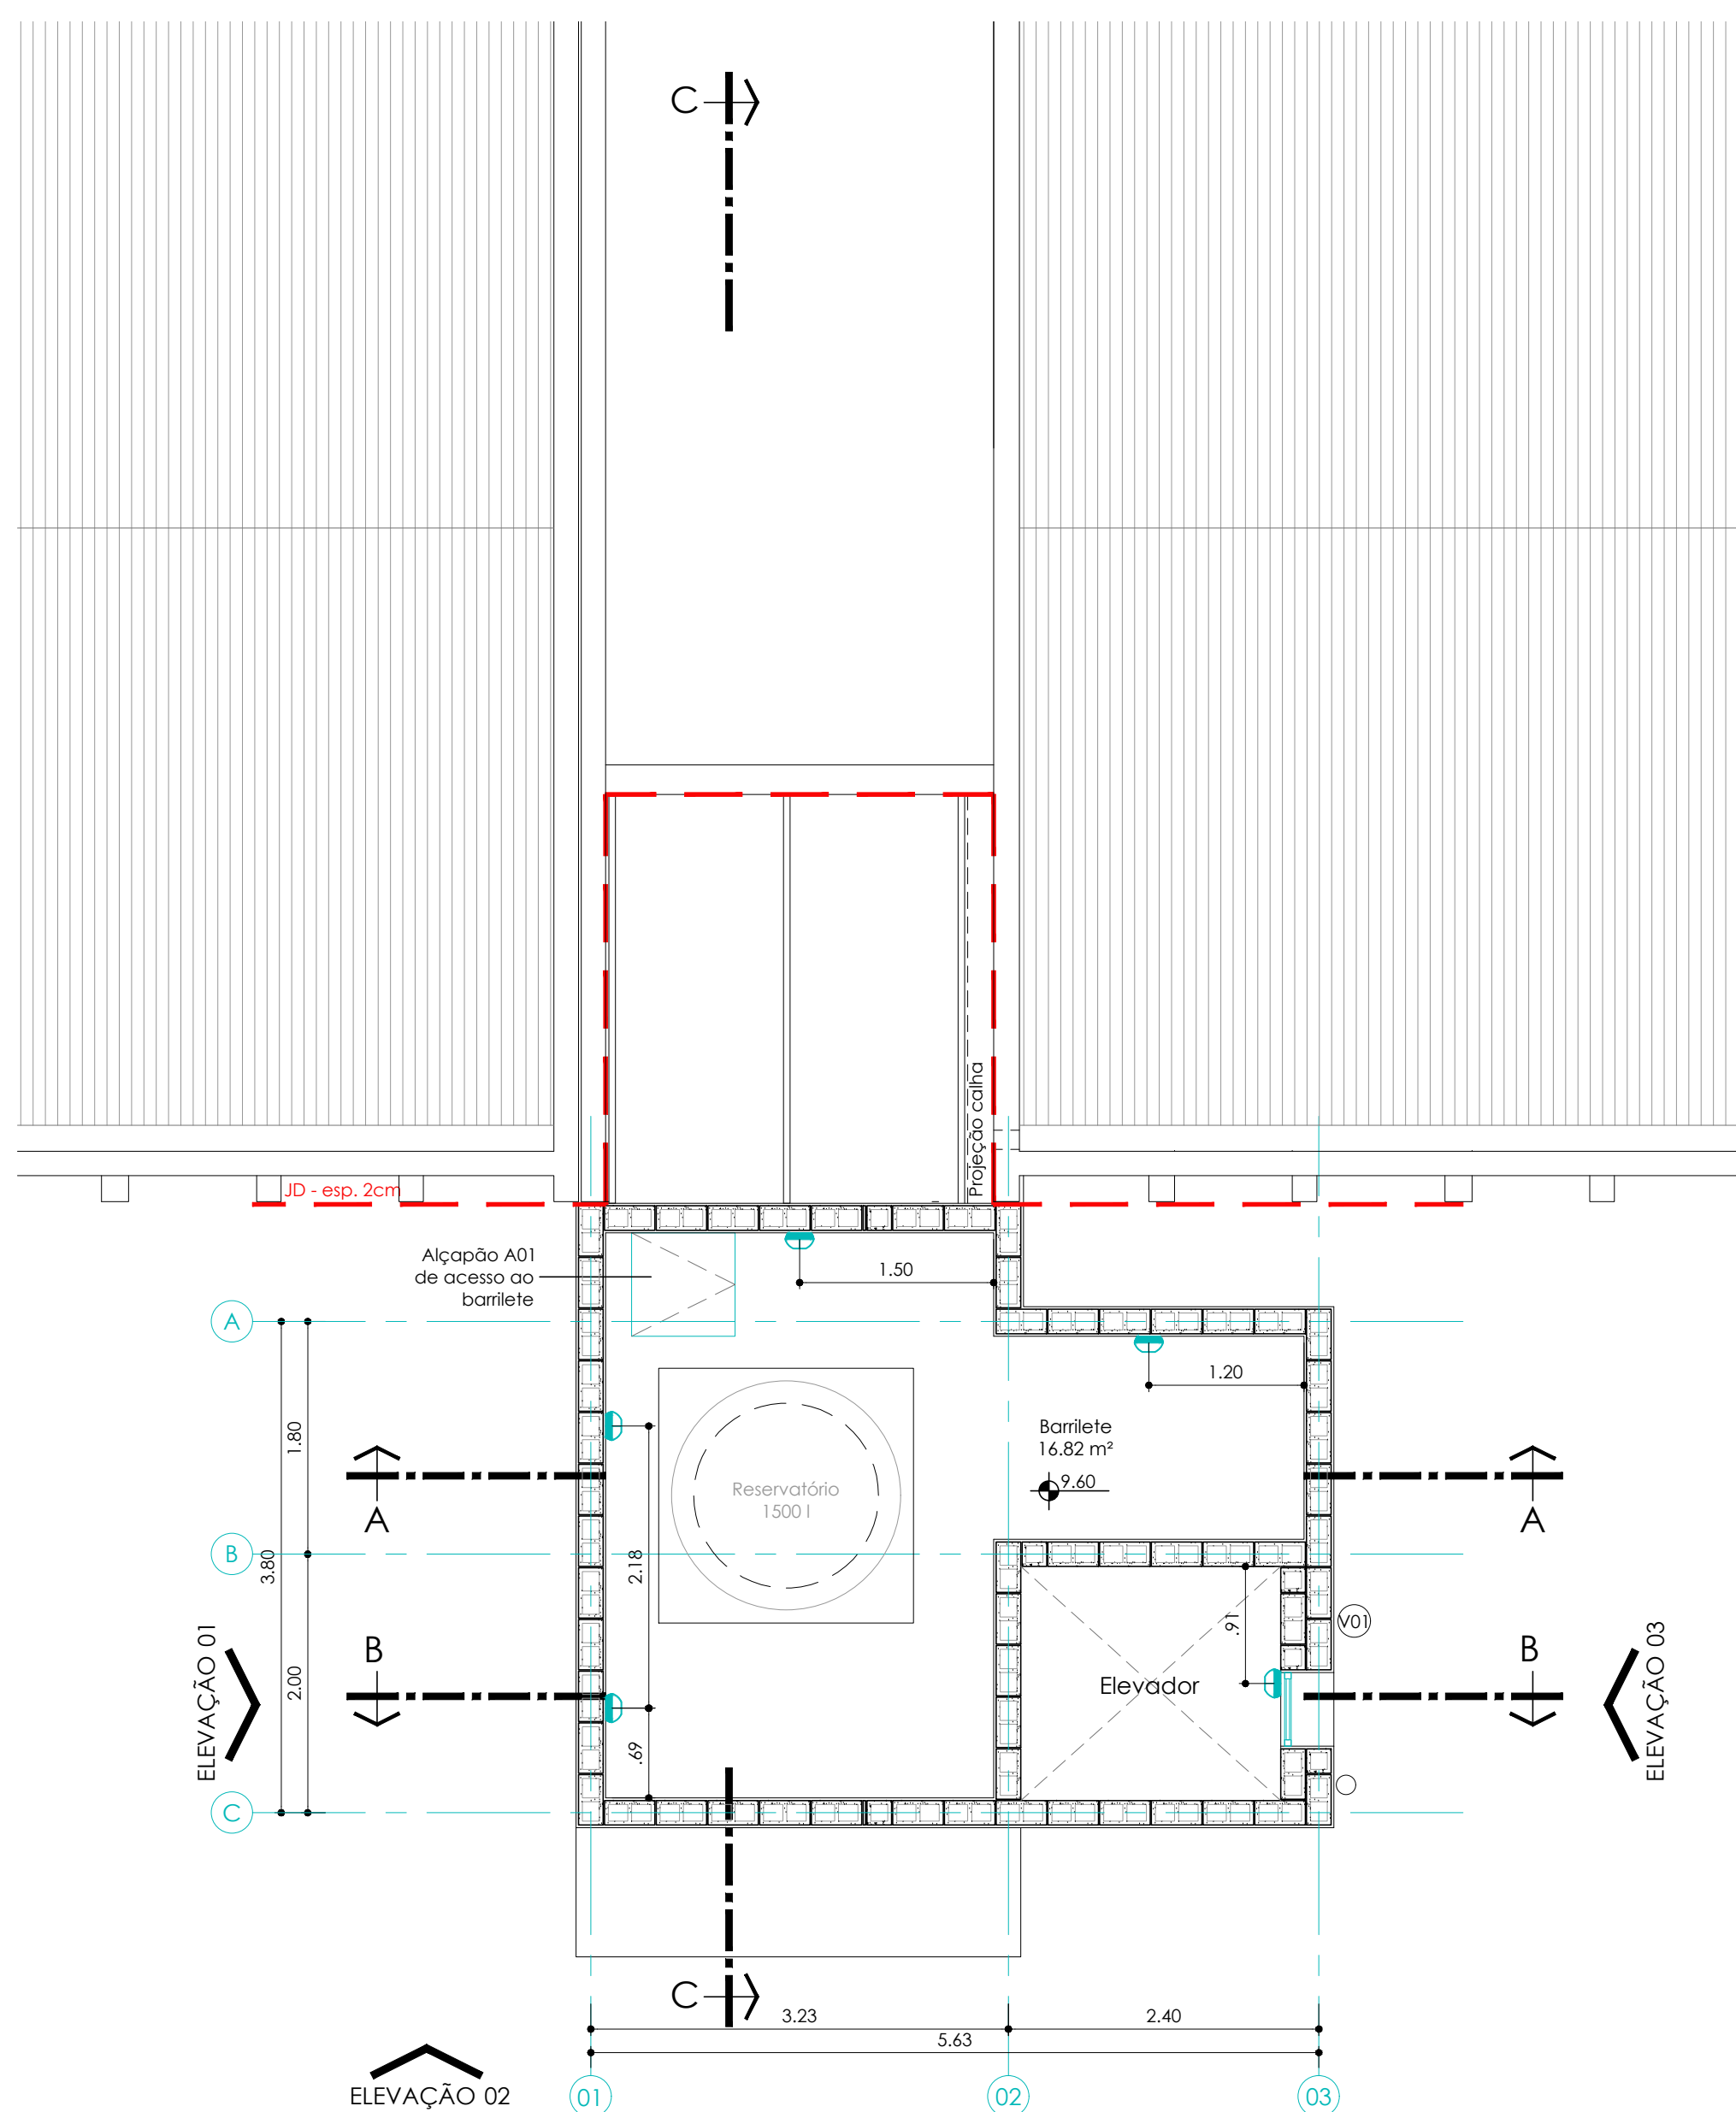 C
Projeção calha
JD - esp. 2cm
Alçapão A01
de acesso ao
barrilete
1.50
A
1.20
1.80
Barrilete
16.82 m²
9.60
Reservatório
1500 l
A
A
B
3.80
2.18
.91
V01
ELEVAÇÃO 01
B
2.00
Elevador
B
ELEVAÇÃO 03
.69
C
C
3.23
2.40
5.63
ELEVAÇÃO 02
01
02
03